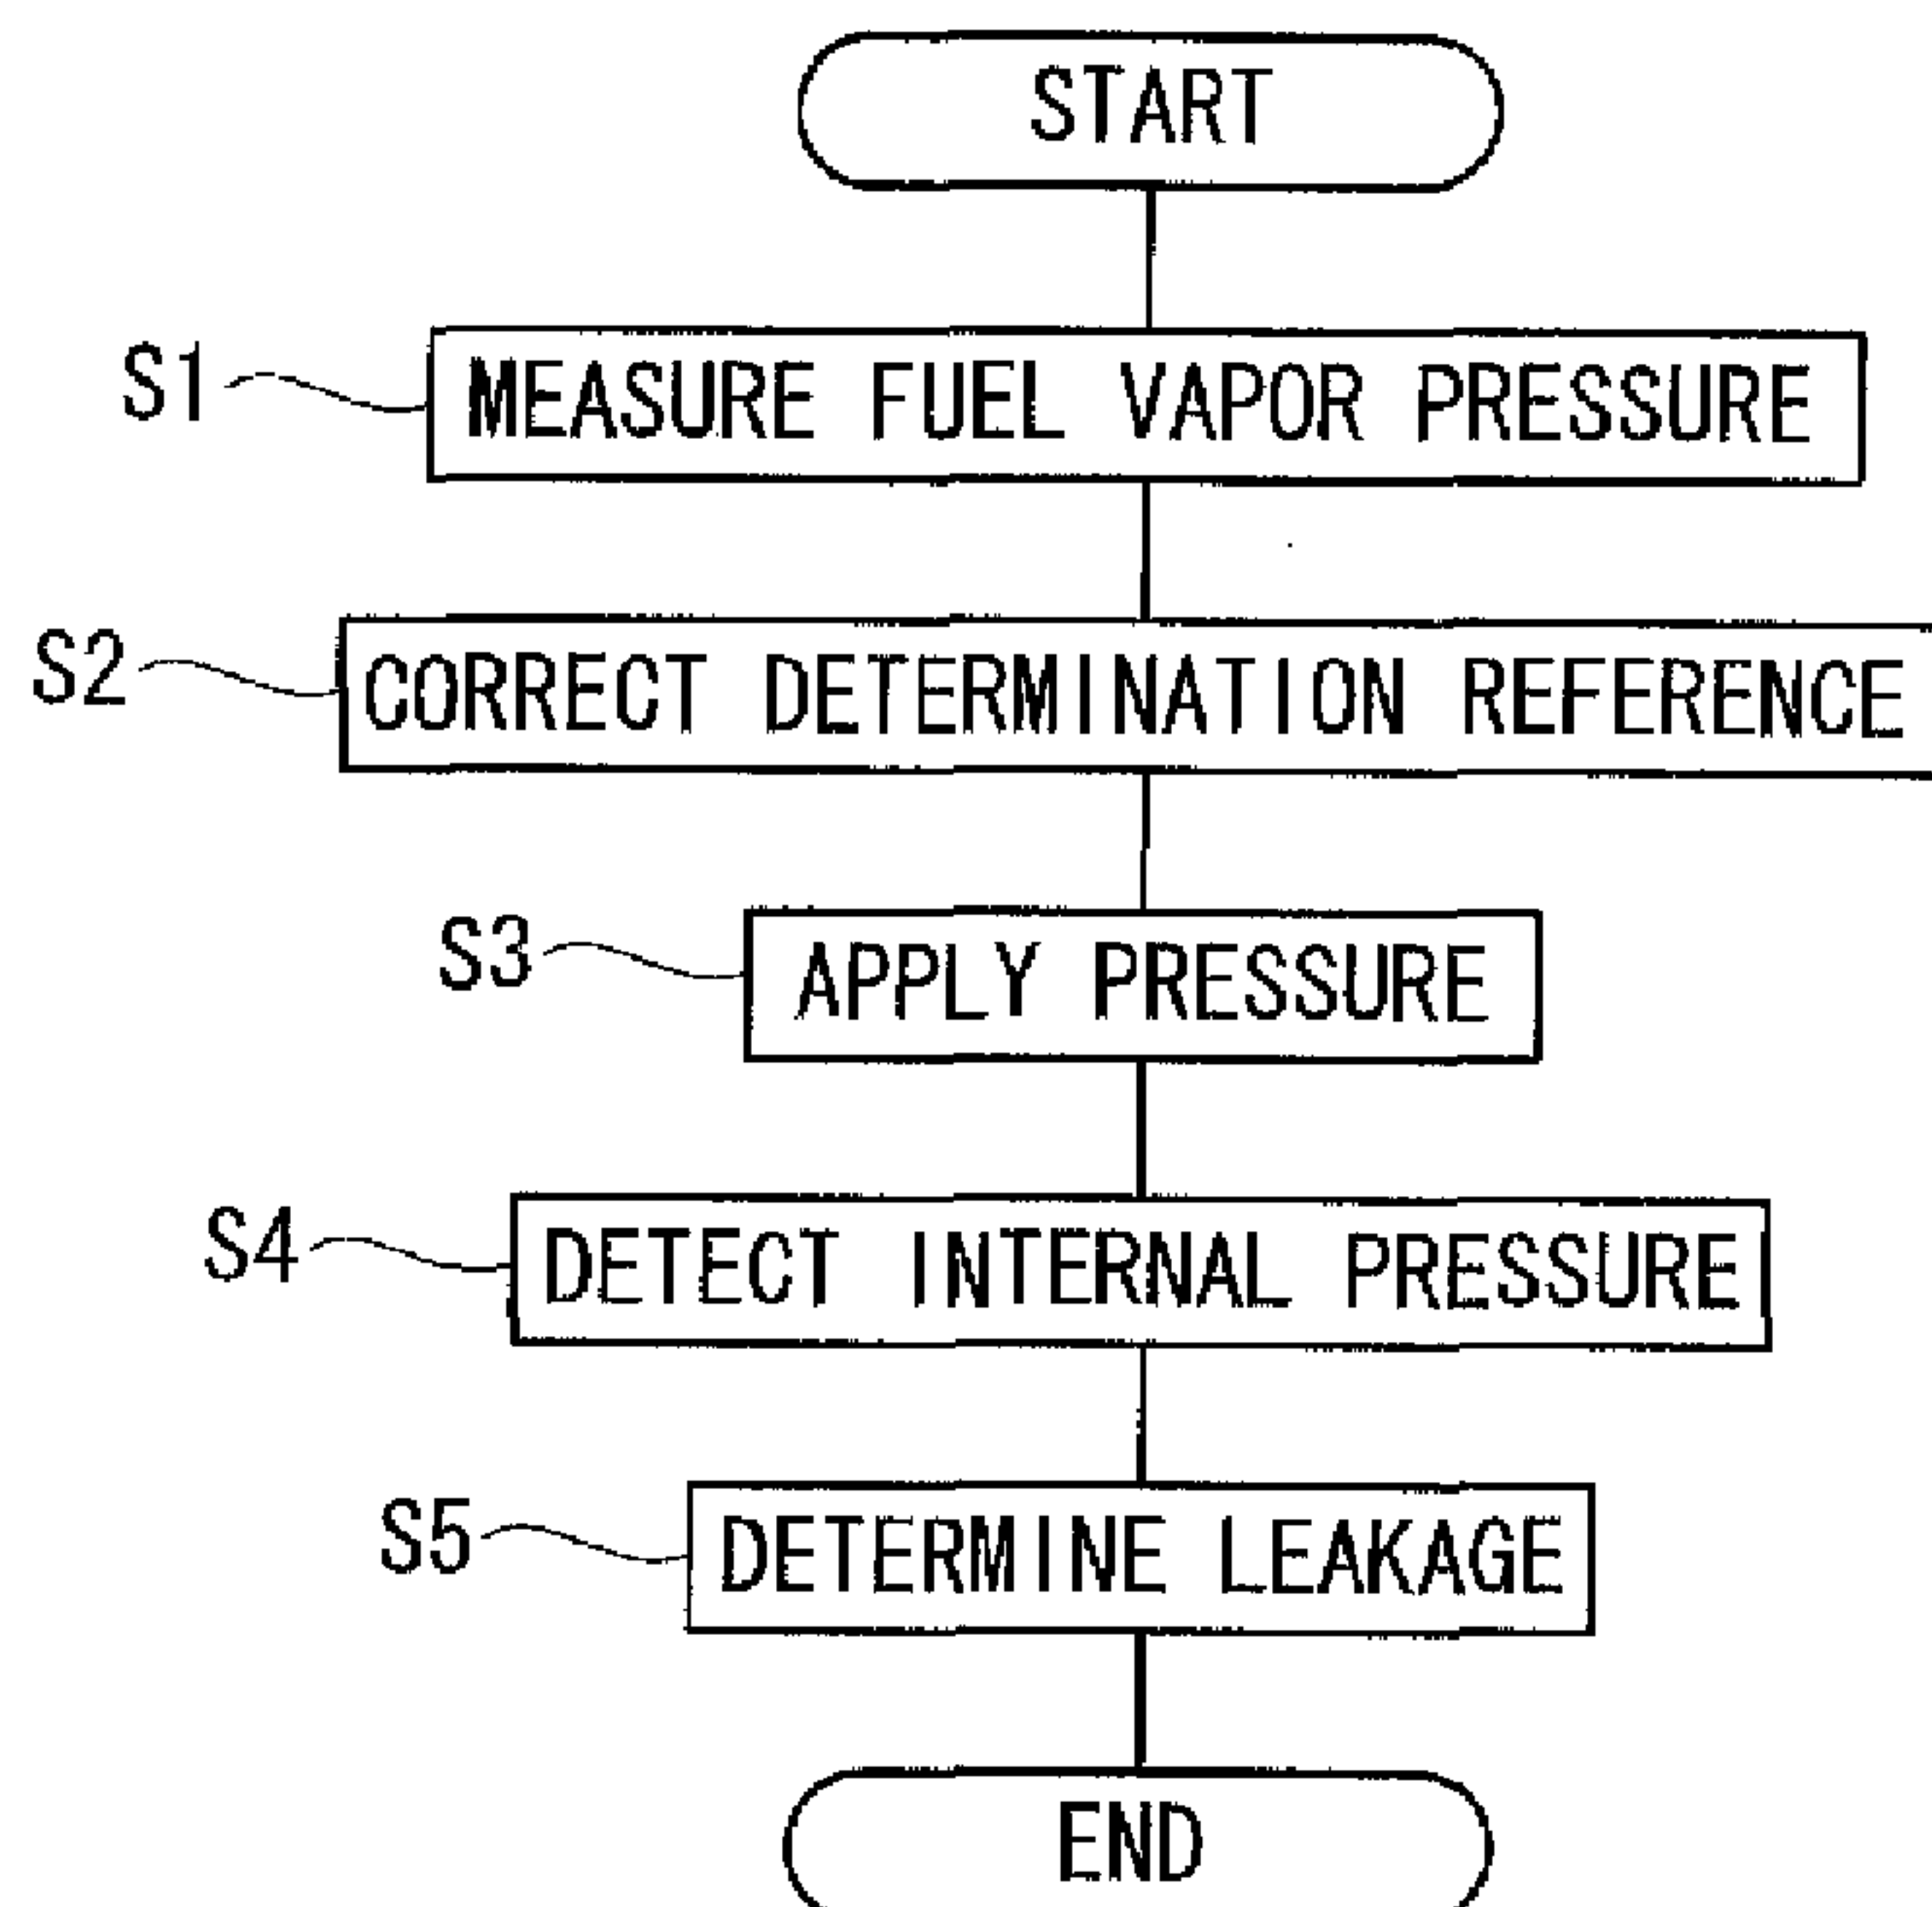 START
S1 MEASURE FUEL VAPOR PRESSURE
S2 CORRECT DETERMINATION REFERENCE
S3 APPLY PRESSURE
S4 DETECT INTERNAL PRESSURE
S5 DETERMINE LEAKAGE
END